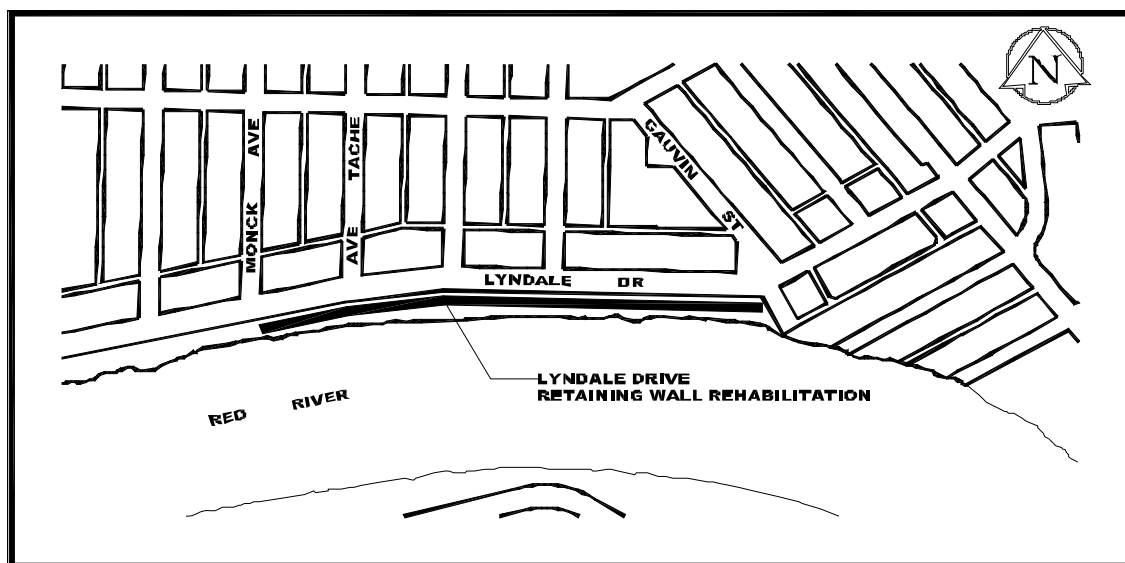 N
MONCK AVE
AVE TACHE
GAUVIN ST
LYNDALE DR
LYNDALE DRIVE
RETAINING WALL REHABILITATION
RED RIVER